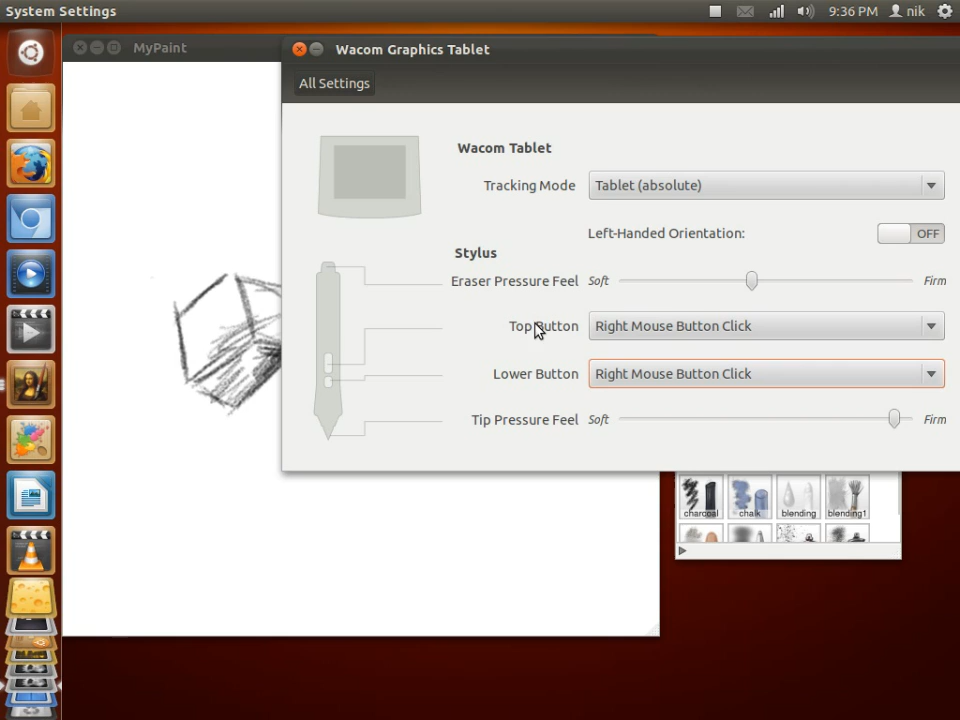 System Settings
9:36 PM
nik
MyPaint
Wacom Graphics Tablet
All Settings
Wacom Tablet
Tracking Mode
Tablet (absolute)
Left-Handed Orientation:
OFF
Stylus
Eraser Pressure Feel
Soft
Firm
Top Button
Right Mouse Button Click
Lower Button
Right Mouse Button Click
Tip Pressure Feel
Soft
Firm
charcoal
chalk
blending
blending1